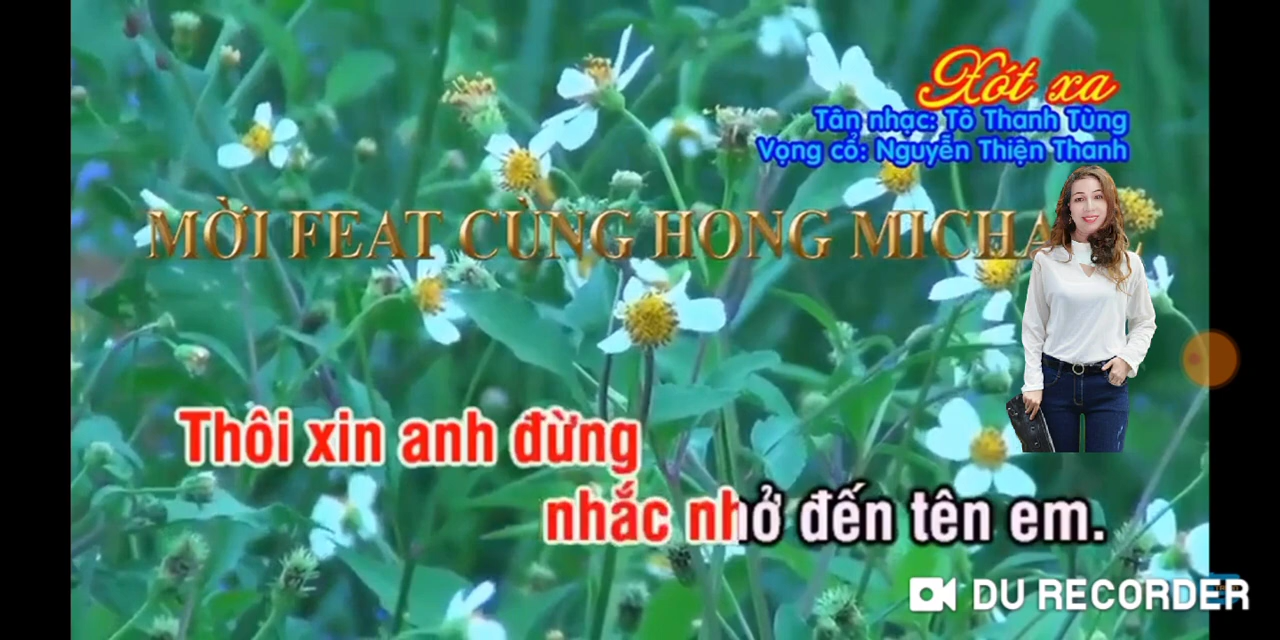 Xót xa
Tân nhạc: Tô Thanh Tùng
Vọng cổ: Nguyễn Thiện Thanh
MỜI FEAT CÙNG HONG
Thôi xin anh đừng
nhắc nhở đến tên em.
DU RECORDER